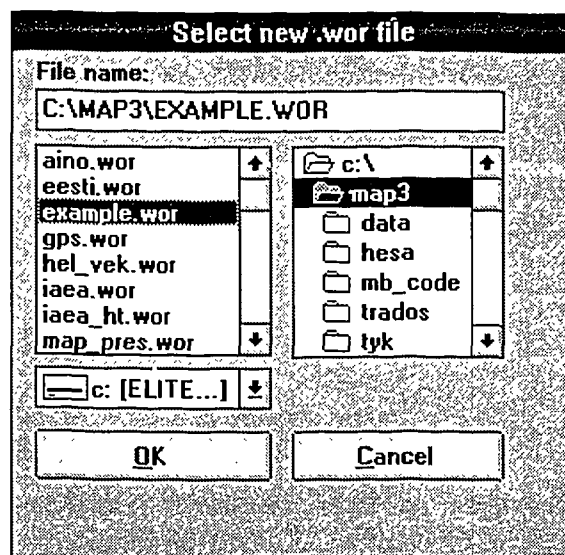 Select new .wor file
File name:
C:\MAP3\EXAMPLE.WOR
aino.wor
eesti.wor
example.wor
gps.wor
hel_vek.wor
iaea.wor
iaea_ht.wor
map_pres.wor
c:\
map3
data
hesa
mb_code
trados
tyk
c: [ELITE...]
OK
Cancel